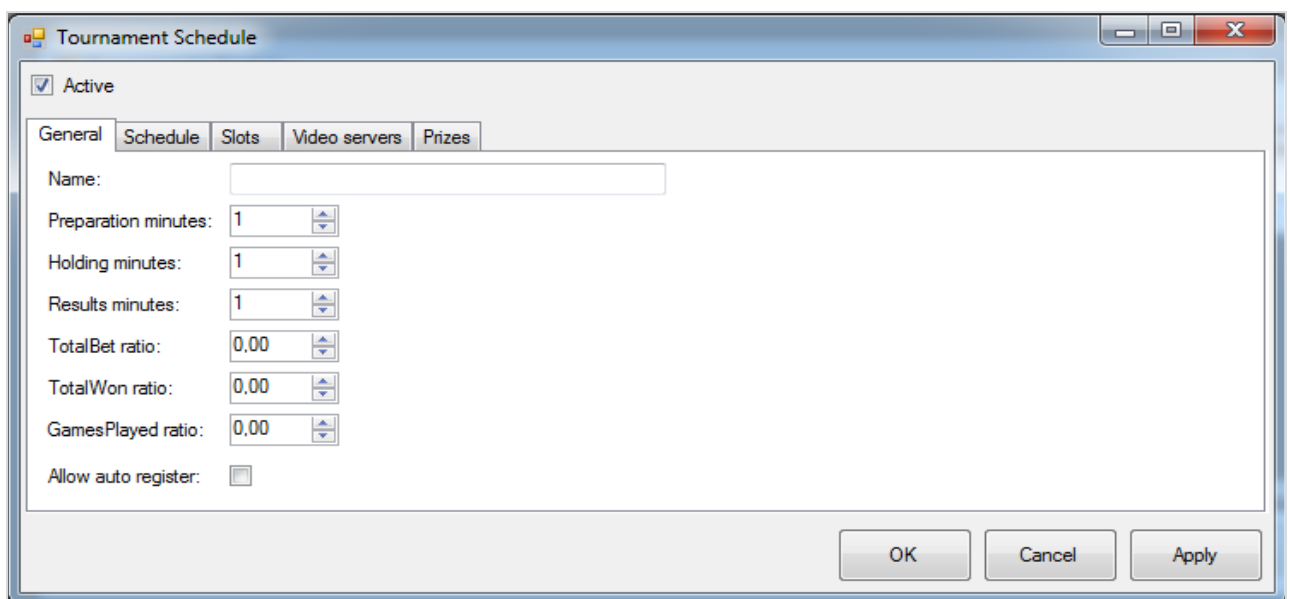 Tournament Schedule
Active
General Schedule Slots Video servers Prizes
Name:
Preparation minutes: 1
Holding minutes: 1
Results minutes: 1
TotalBet ratio: 0,00
TotalWon ratio: 0,00
GamesPlayed ratio: 0,00
Allow auto register:
OK Cancel Apply